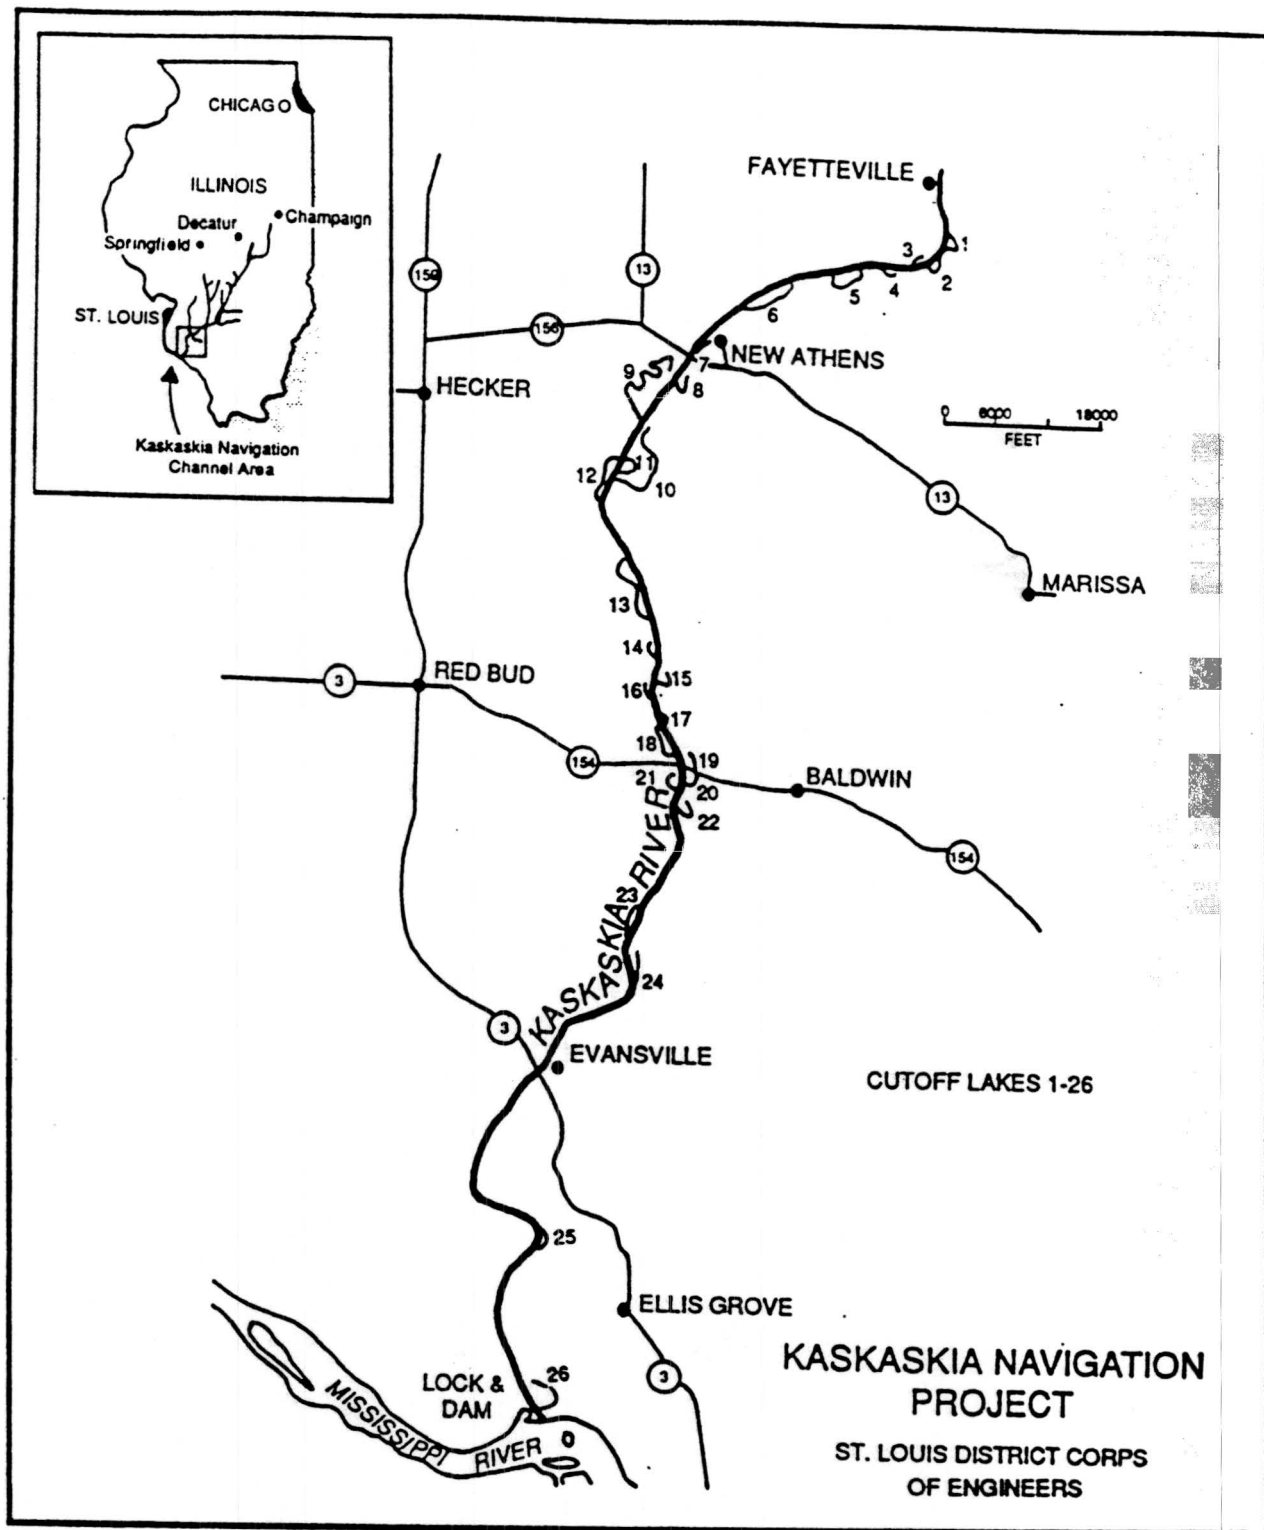 CHICAGO
ILLINOIS
Champaign
Decatur
Springfield
ST. LOUIS
Kaskaskia Navigation
Channel Area
FAYETTEVILLE
159
13
156
1
2
3
4
5
6
7
NEW ATHENS
8
9
HECKER
0 6000 18000
FEET
10
11
12
13
MARISSA
13
14
15
16
RED BUD
3
17
18
19
154
20
21
22
BALDWIN
154
KASKASKIA RIVER
23
24
3
EVANSVILLE
CUTOFF LAKES 1-26
25
ELLIS GROVE
3
26
LOCK &
DAM
MISSISSIPPI
RIVER
KASKASKIA NAVIGATION
PROJECT
ST. LOUIS DISTRICT CORPS
OF ENGINEERS